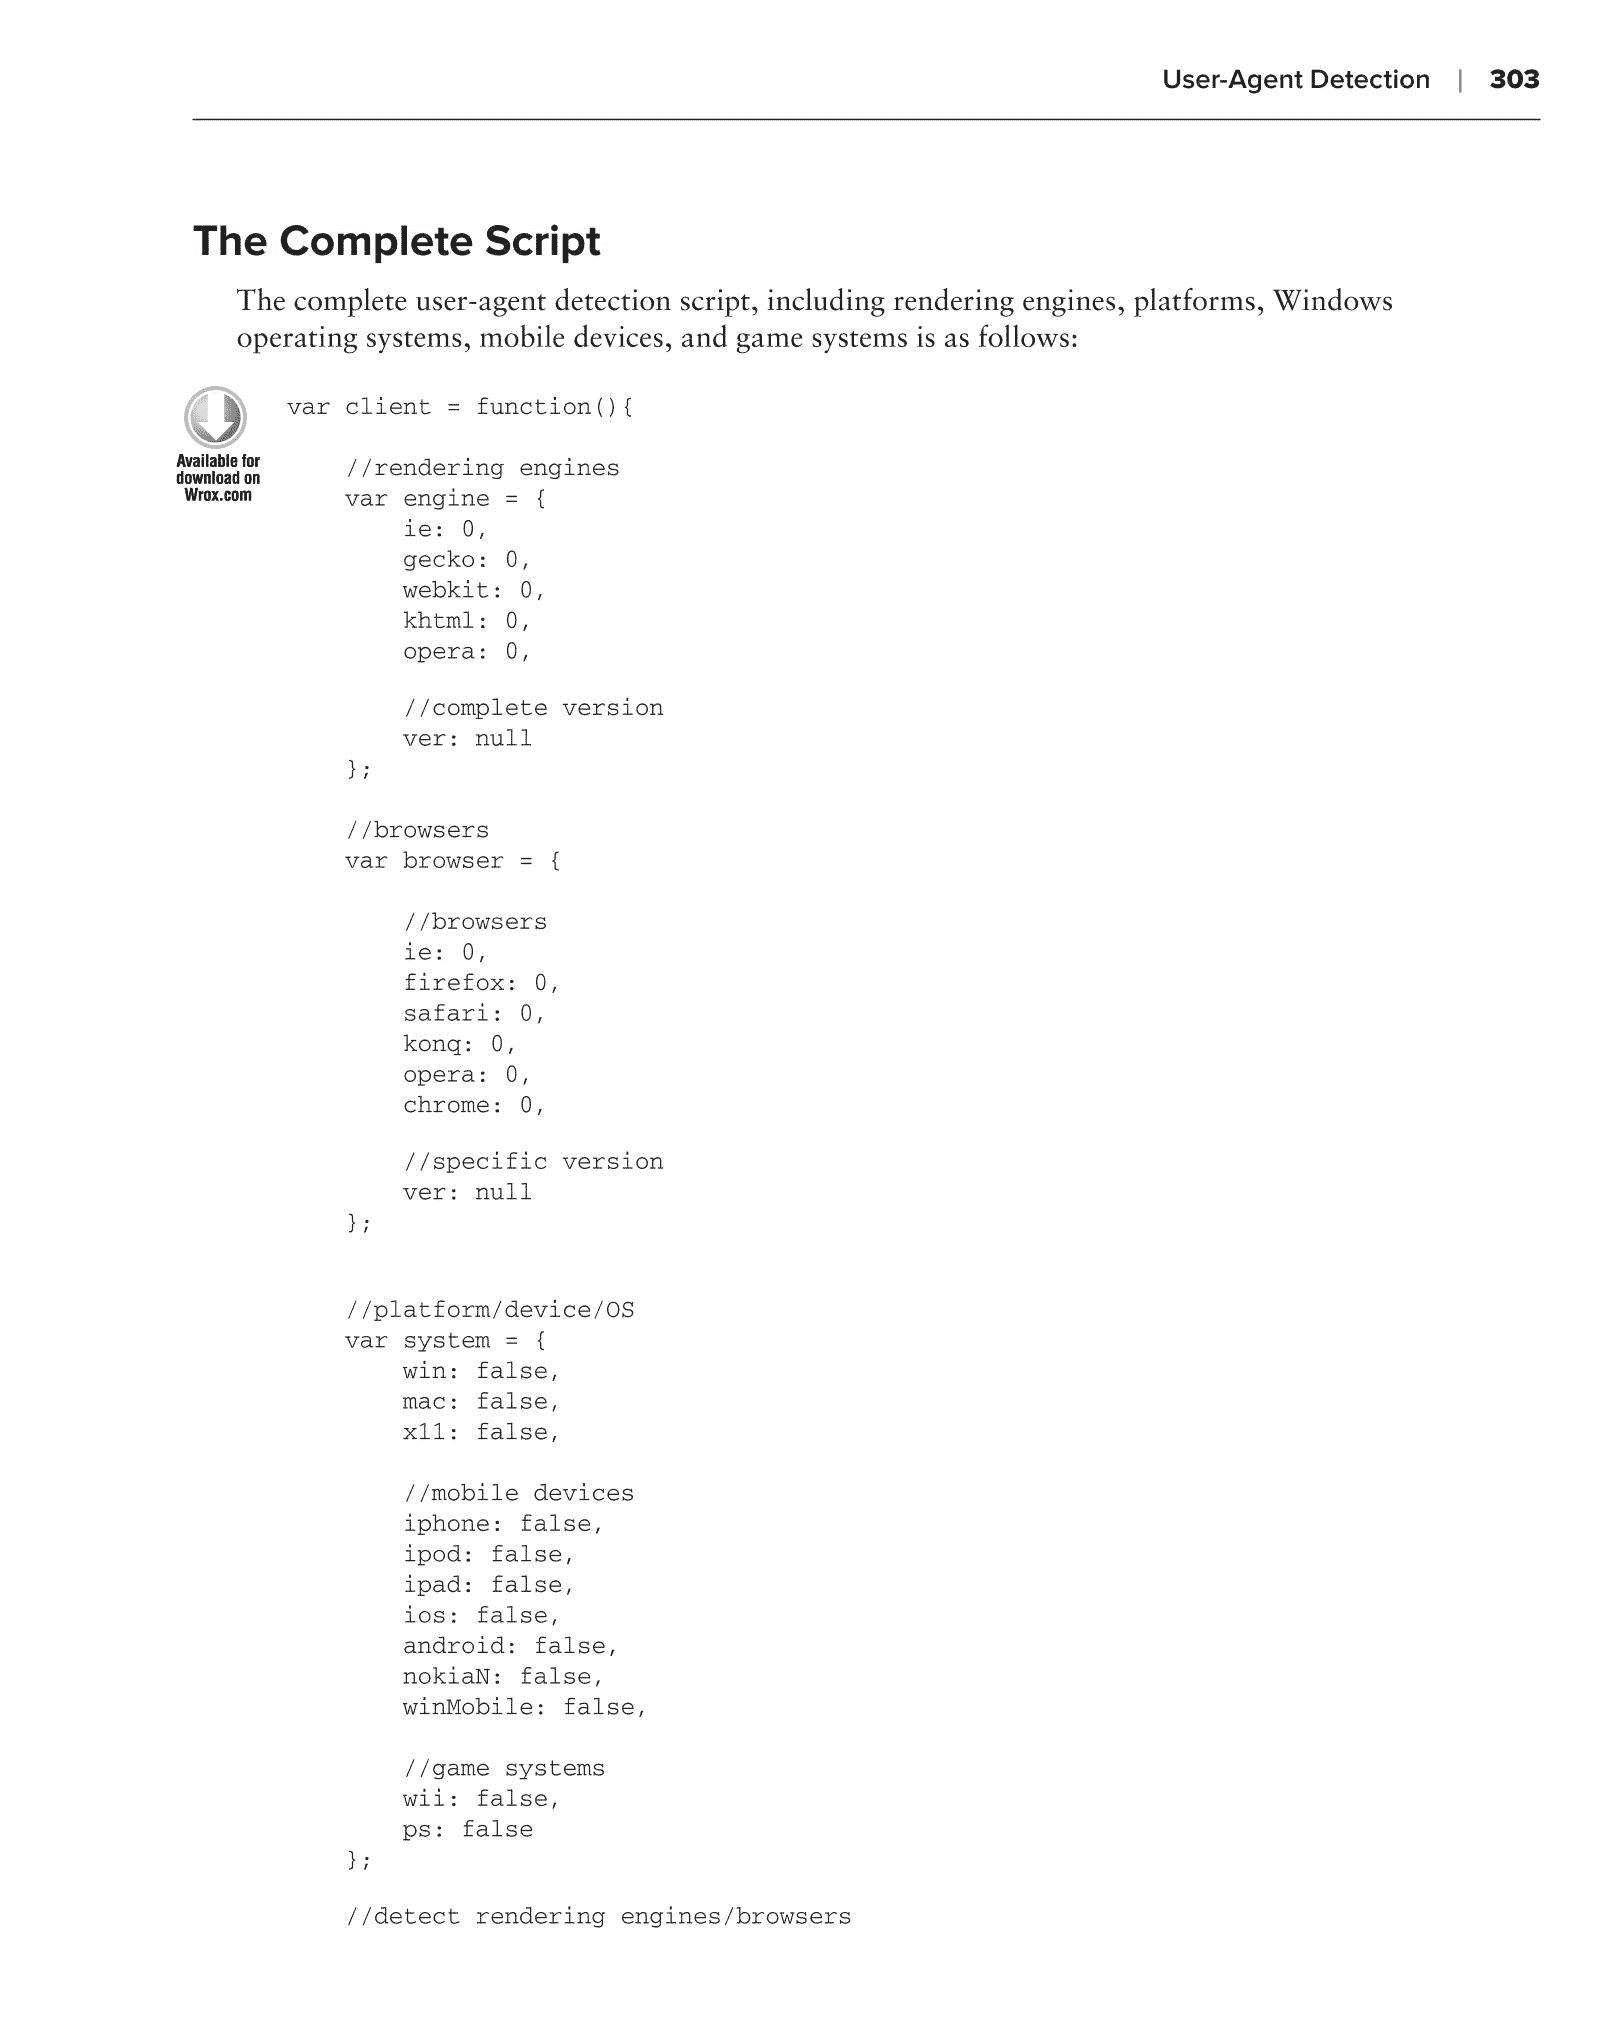 User-Agent Detection | 303
The Complete Script
The complete user-agent detection script, including rendering engines, platforms, Windows
operating systems, mobile devices, and game systems is as follows:
Available for
download on
Wrox.com
var client = function(){
//rendering engines
var engine = {
ie: 0,
gecko: 0,
webkit: 0,
khtml: 0,
opera: 0,
//complete version
ver: null
};
//browsers
var browser = {
//browsers
ie: 0,
firefox: 0,
safari: 0,
konq: 0,
opera: 0,
chrome: 0,
//specific version
ver: null
};
//platform/device/OS
var system = {
win: false,
mac: false,
x11: false,
//mobile devices
iphone: false,
ipod: false,
ipad: false,
ios: false,
android: false,
nokiaN: false,
winMobile: false,
//game systems
wii: false,
ps: false
};
//detect rendering engines/browsers